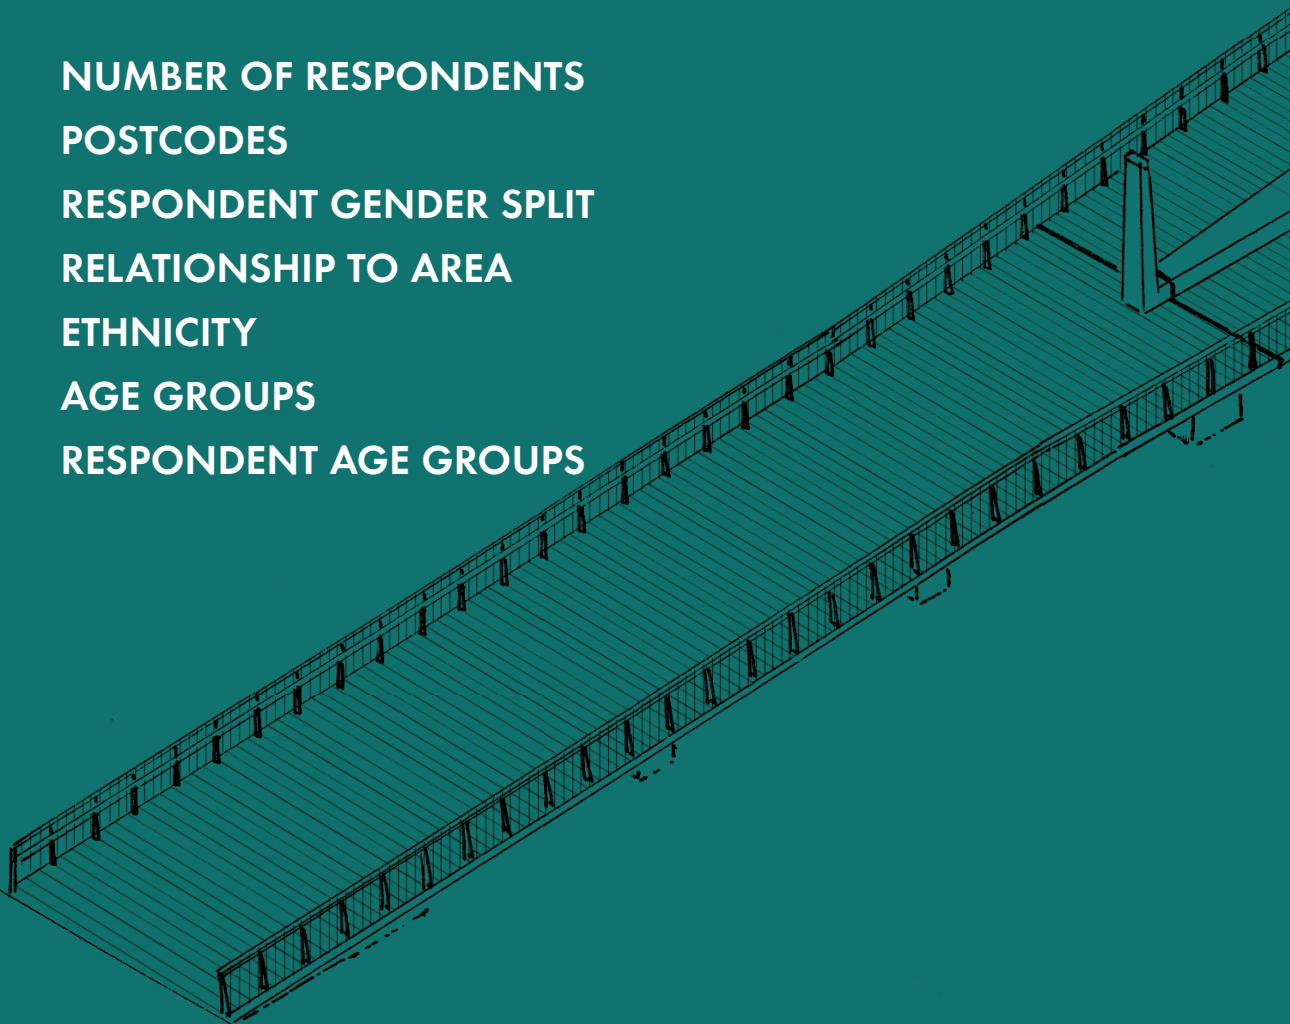 NUMBER OF RESPONDENTS
POSTCODES
RESPONDENT GENDER SPLIT
RELATIONSHIP TO AREA
ETHNICITY
AGE GROUPS
RESPONDENT AGE GROUPS